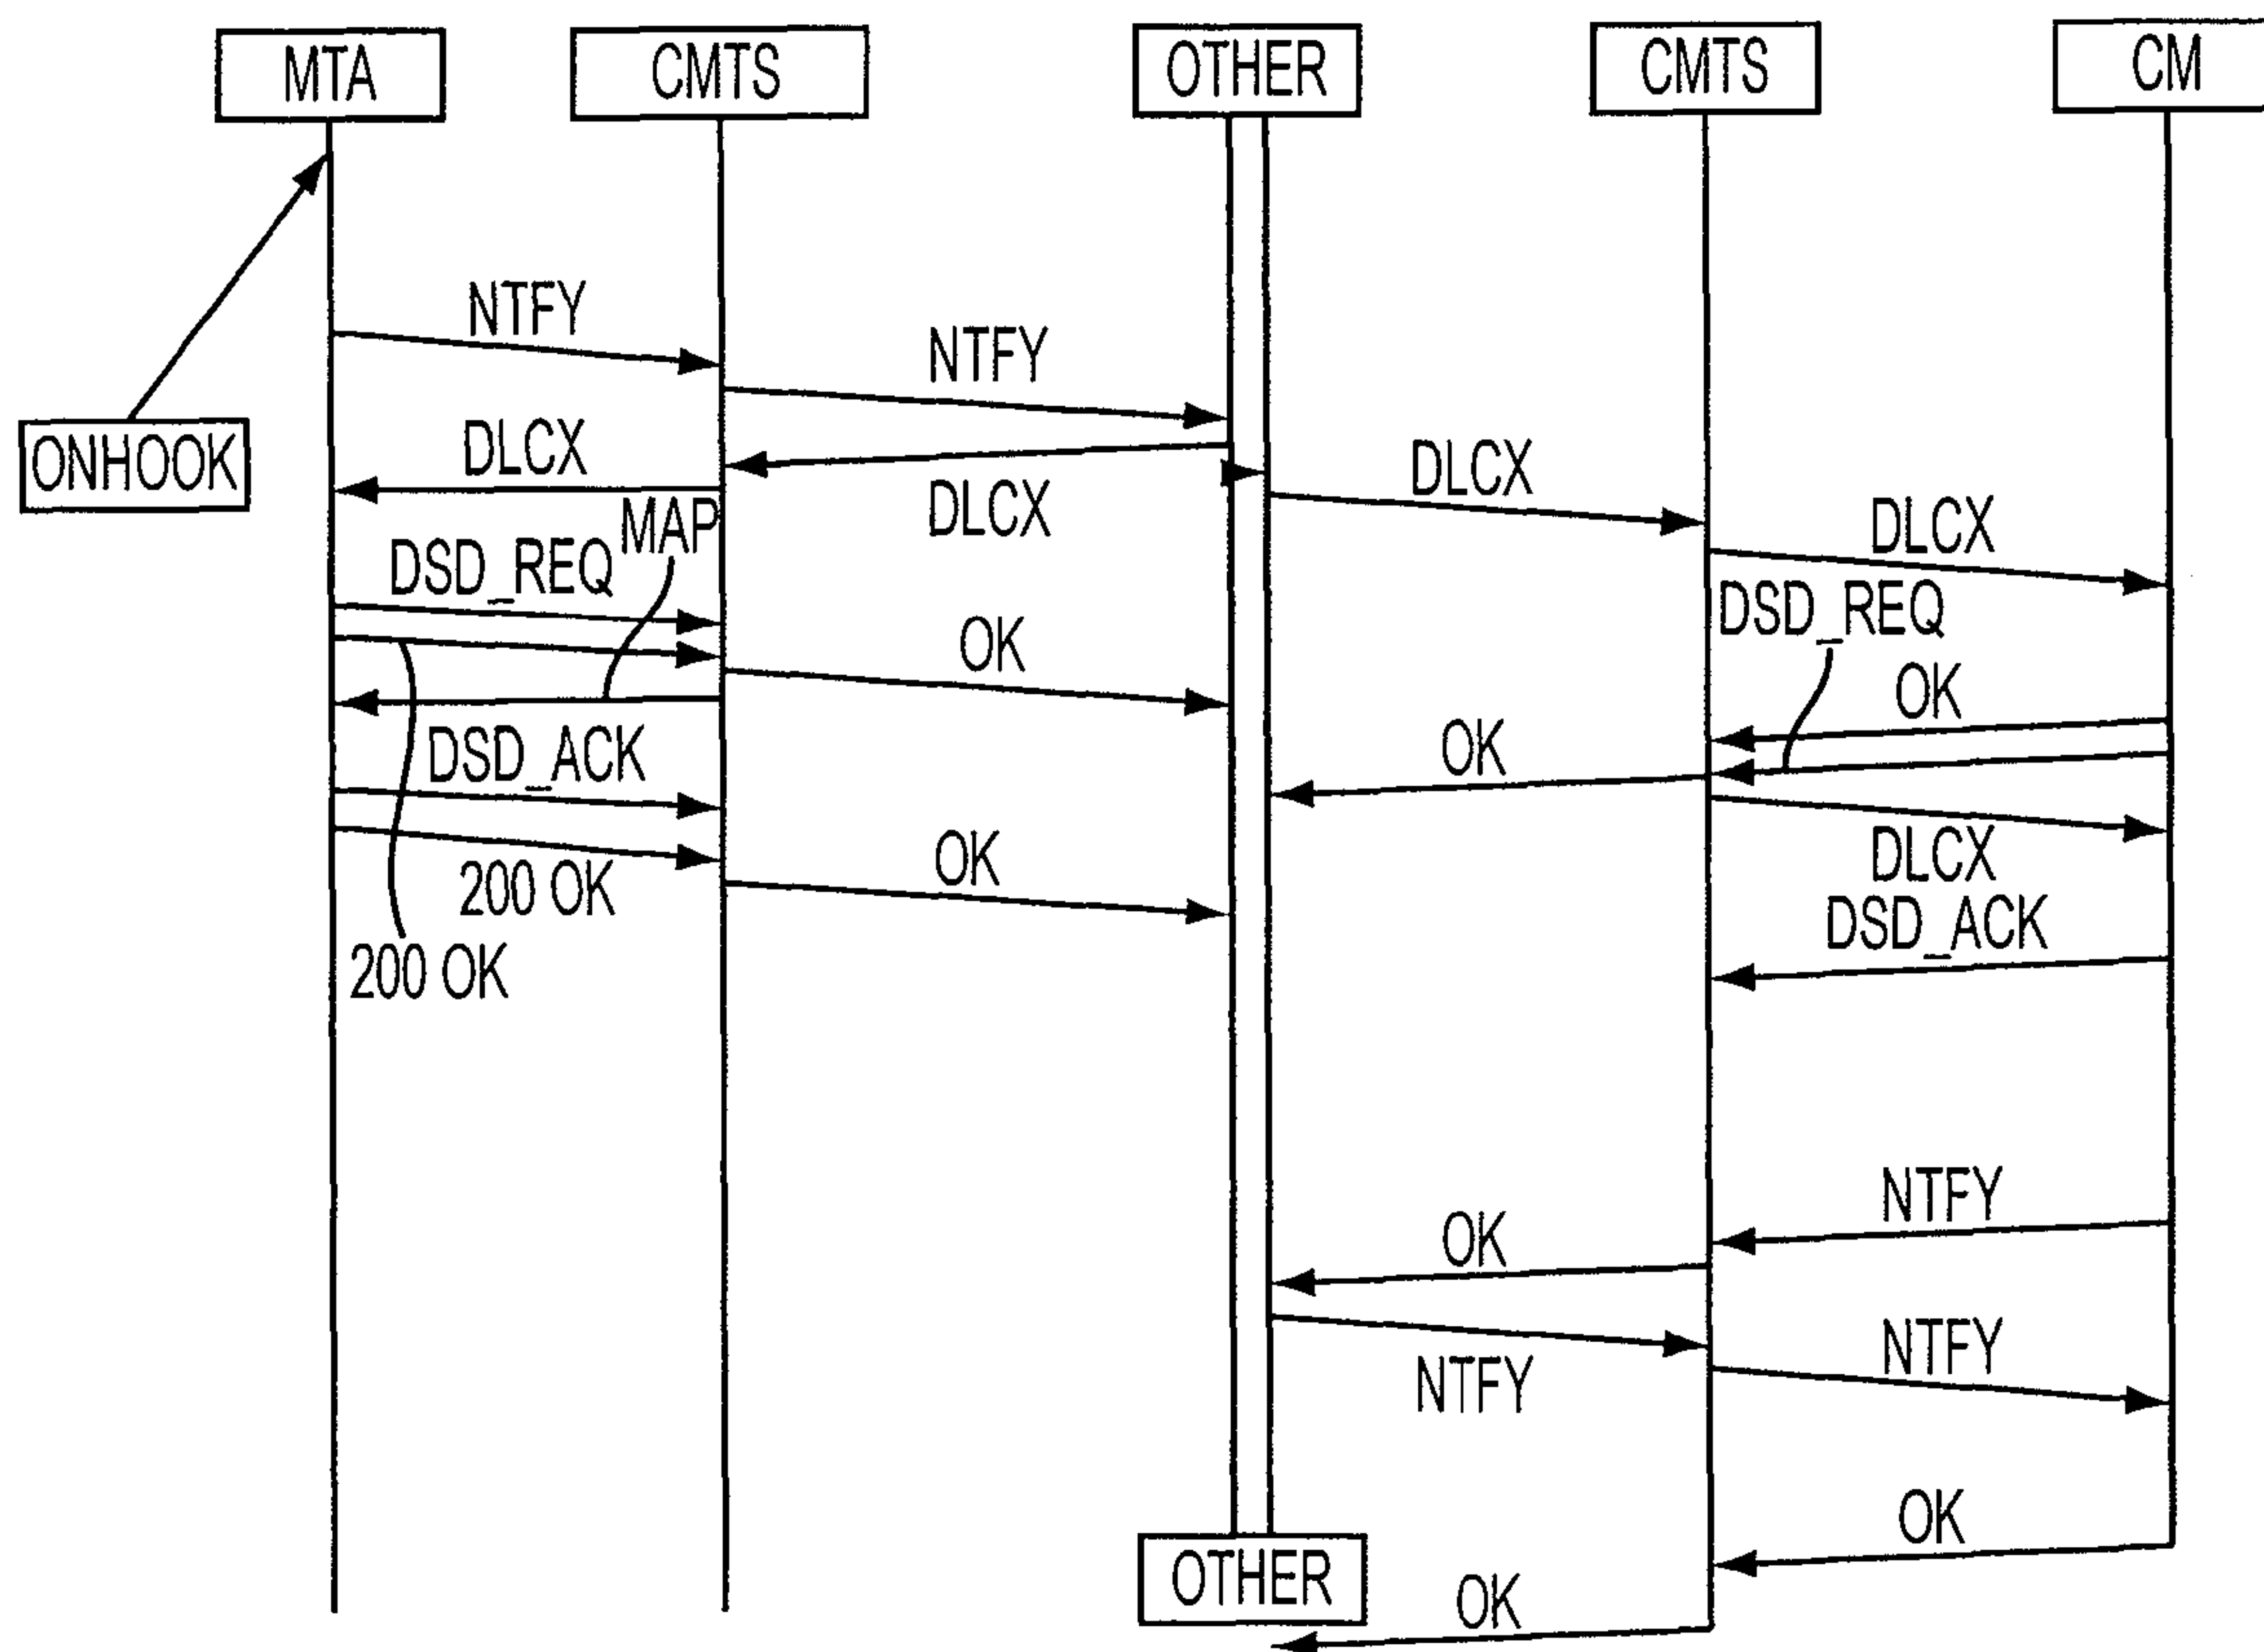 MTA
CMTS
OTHER
CMTS
CM
NTFY
NTFY
ONHOOK
DLCX
DLCX
DLCX
DLCX
MAP
DSD_REQ
DSD_REQ
OK
OK
OK
DSD_ACK
200 OK
OK
DLCX
DSD_ACK
200 OK
NTFY
OK
NTFY
NTFY
OK
OTHER
OK